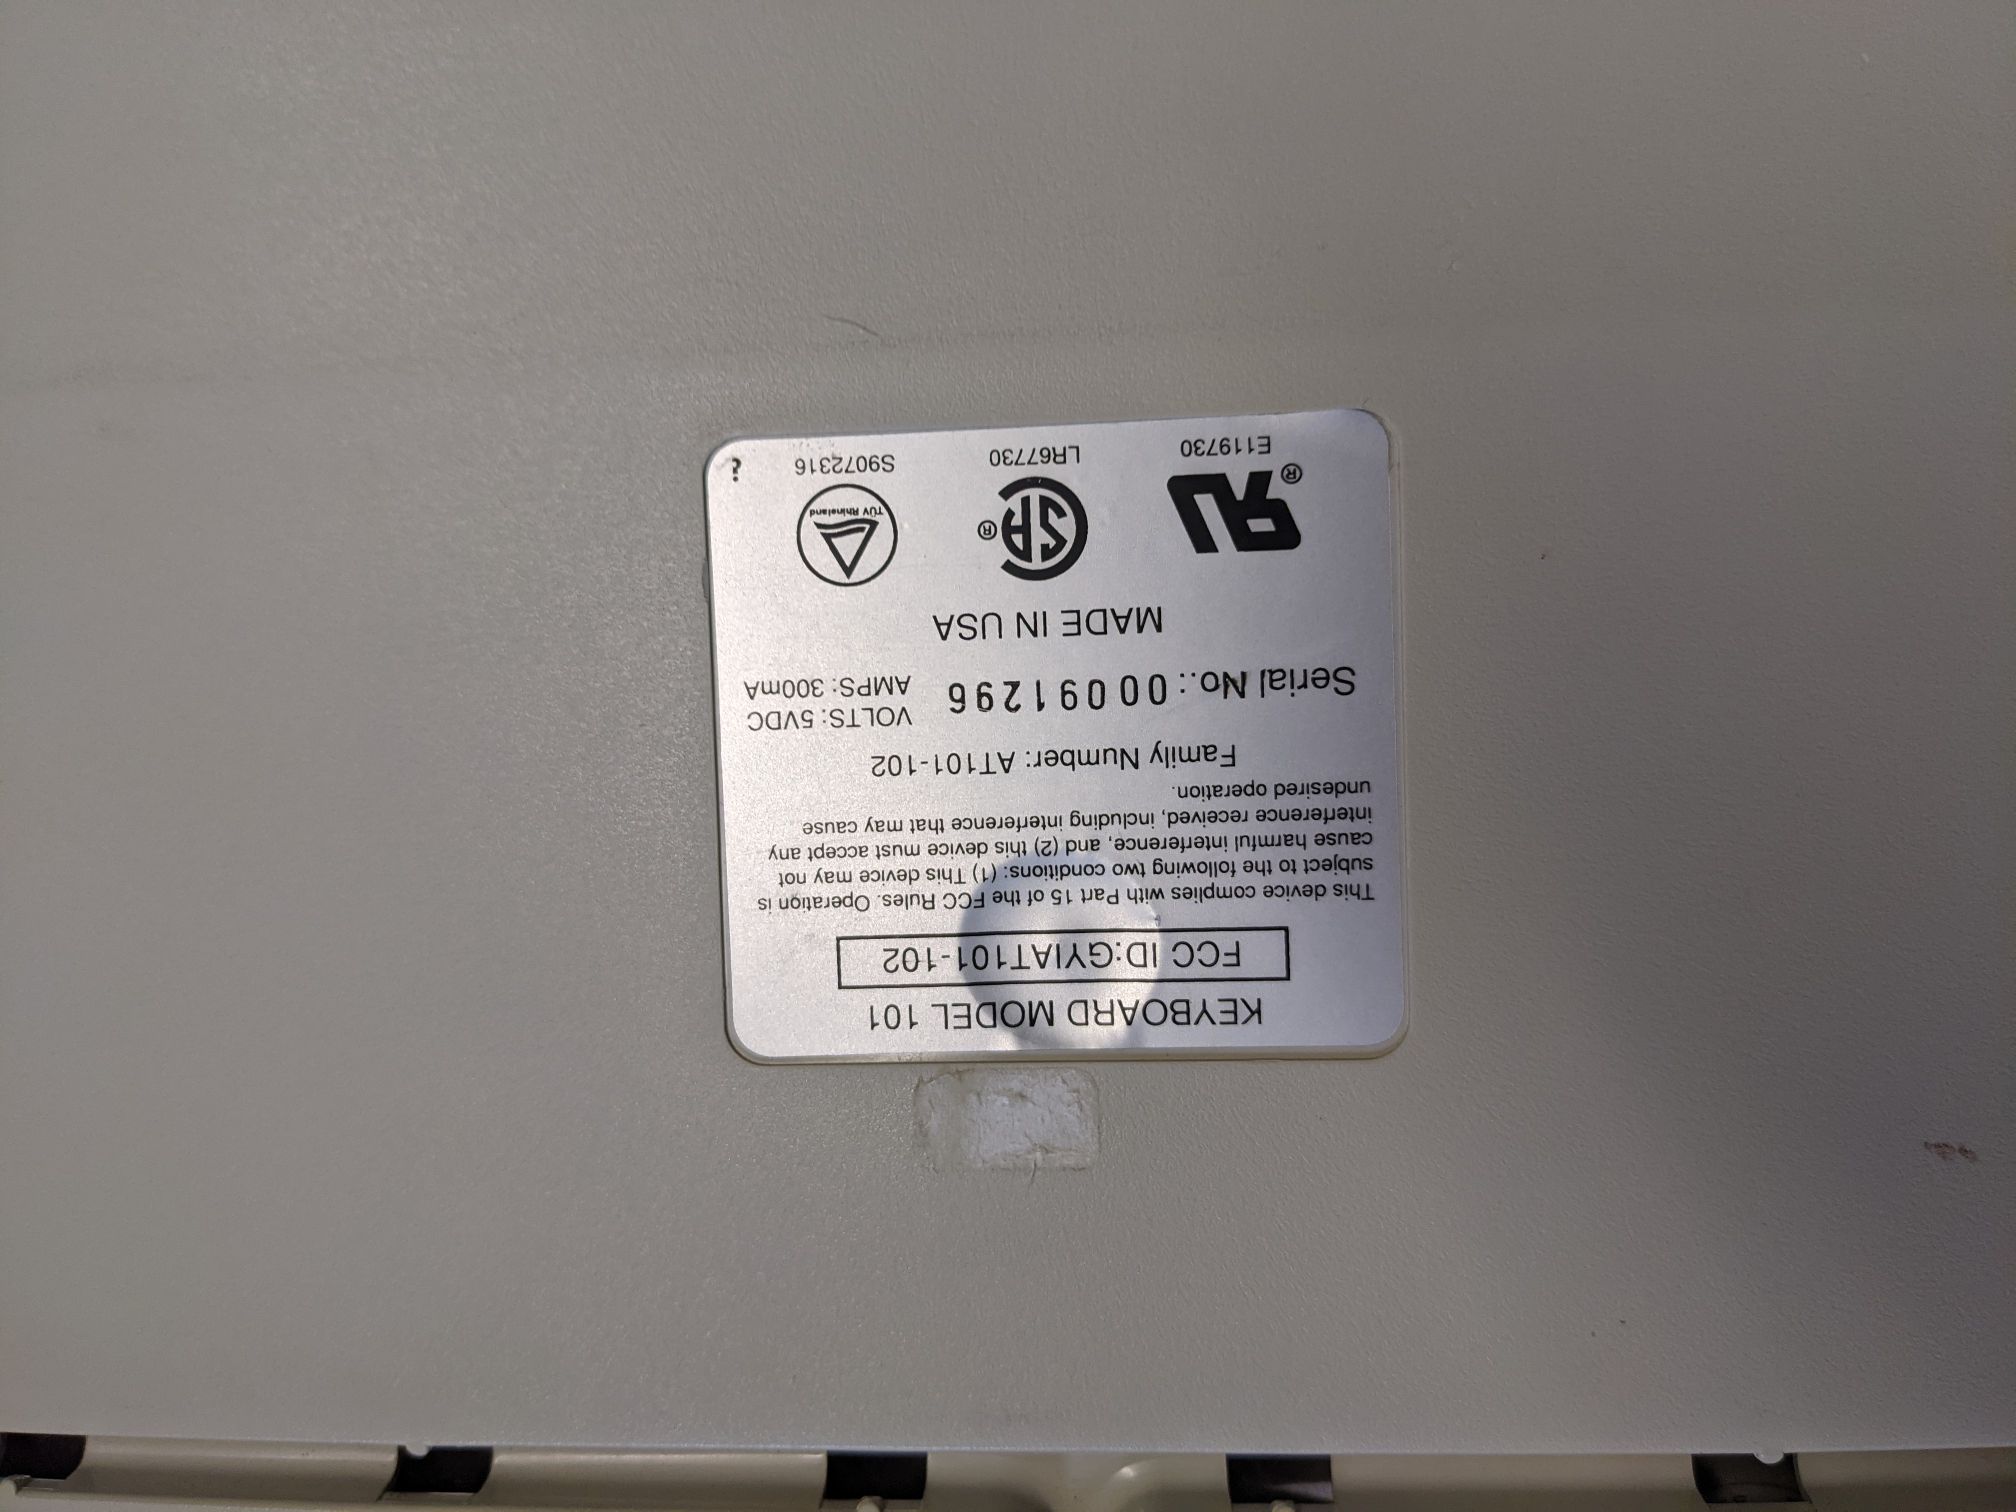 KEYBOARD MODEL 101
FCC ID:GYIAT101-102
This device complies with Part 15 of the FCC Rules. Operation is
subject to the following two conditions: (1) This device may not
cause harmful interference, and (2) this device must accept any
interference received, including interference that may cause
undesired operation.
Family Number: AT101-102
Serial No.: 00091296
VOLTS: 5VDC
AMPS: 300mA
MADE IN USA
UR®
SA®
TÜV Rheinland
E119730
LR67730
S9072316
?